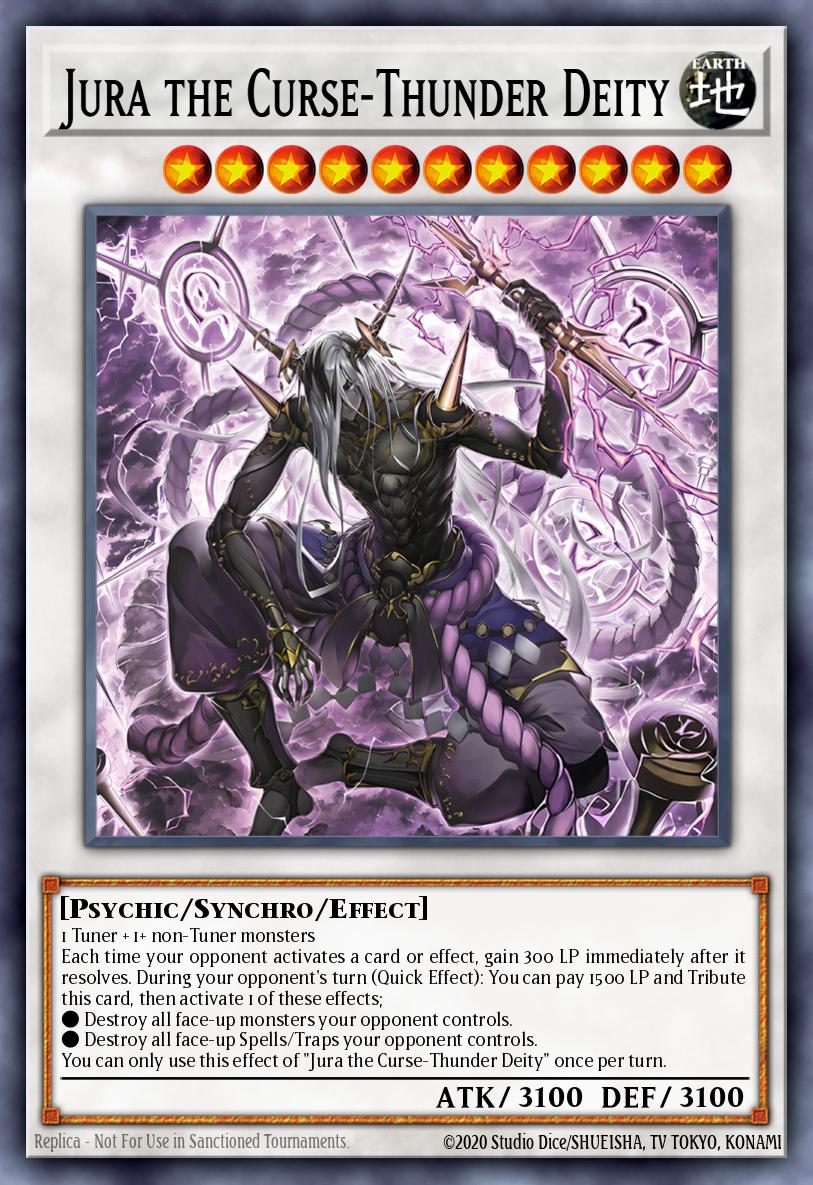 Jura the Curse-Thunder Deity
EARTH
地
[Psychic/Synchro/Effect]
1 Tuner + 1+ non-Tuner monsters
Each time your opponent activates a card or effect, gain 300 LP immediately after it
resolves. During your opponent's turn (Quick Effect): You can pay 1500 LP and Tribute
this card, then activate 1 of these effects;
● Destroy all face-up monsters your opponent controls.
● Destroy all face-up Spells/Traps your opponent controls.
You can only use this effect of "Jura the Curse-Thunder Deity" once per turn.
ATK/ 3100 DEF/ 3100
Replica - Not For Use in Sanctioned Tournaments.
©2020 Studio Dice/SHUEISHA, TV TOKYO, KONAMI